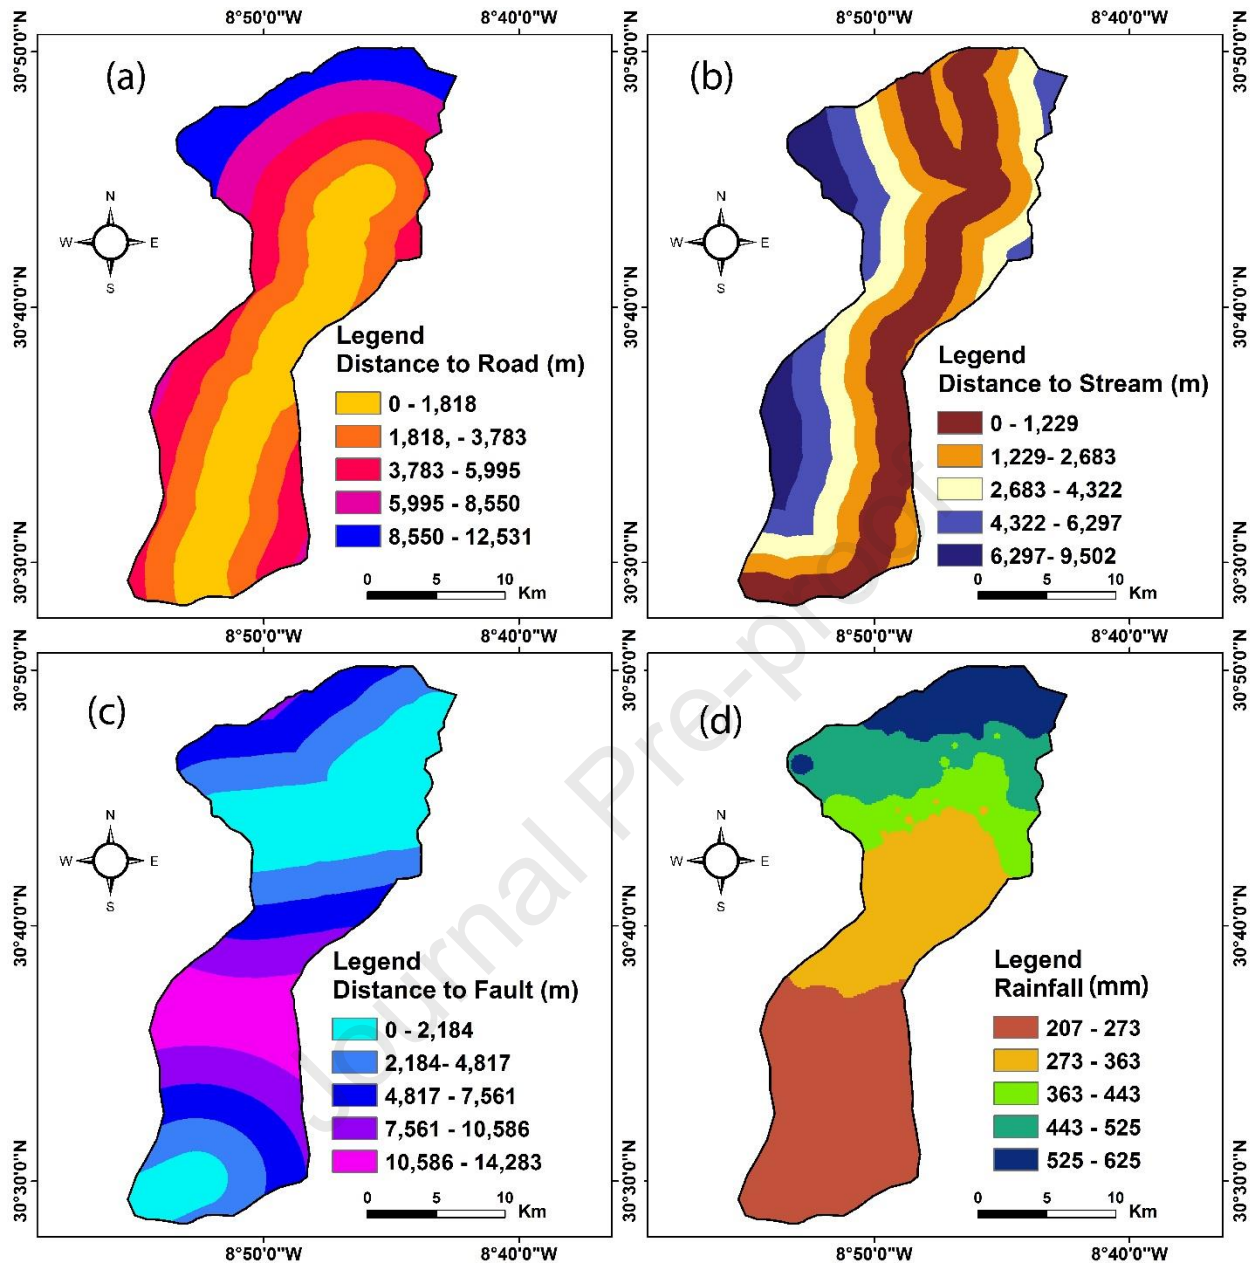 8°50'0"W 8°40'0"W
8°50'0"W 8°40'0"W
30°50'0"N
30°40'0"N
30°30'0"N
(a)
N
W E
S
Legend
Distance to Road (m)
0 - 1,818
1,818, - 3,783
3,783 - 5,995
5,995 - 8,550
8,550 - 12,531
0 5 10
Km
(b)
N
W E
S
Legend
Distance to Stream (m)
0 - 1,229
1,229- 2,683
2,683 - 4,322
4,322 - 6,297
6,297- 9,502
0 5 10
Km
30°50'0"N
30°40'0"N
30°30'0"N
8°50'0"W 8°40'0"W
8°50'0"W 8°40'0"W
30°50'0"N
30°40'0"N
30°30'0"N
(c)
N
W E
S
Legend
Distance to Fault (m)
0 - 2,184
2,184- 4,817
4,817 - 7,561
7,561 - 10,586
10,586 - 14,283
0 5 10
Km
(d)
N
W E
S
Legend
Rainfall (mm)
207 - 273
273 - 363
363 - 443
443 - 525
525 - 625
0 5 10
Km
30°50'0"N
30°40'0"N
30°30'0"N
8°50'0"W 8°40'0"W
8°50'0"W 8°40'0"W
Journal Pre-proof